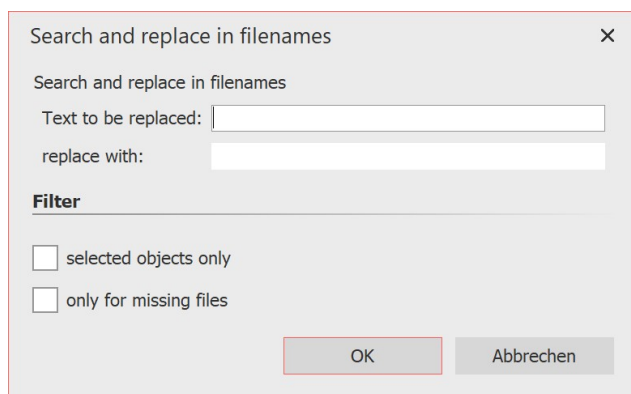 Search and replace in filenames
Search and replace in filenames
Text to be replaced:
replace with:
Filter
selected objects only
only for missing files
OK Abbrechen